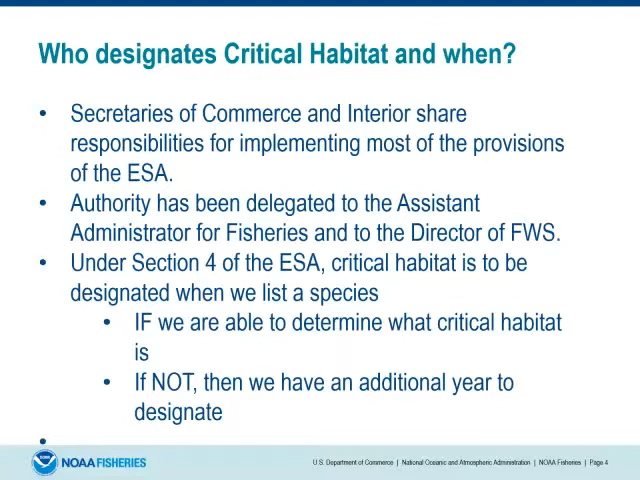 Who designates Critical Habitat and when?
• Secretaries of Commerce and Interior share
responsibilities for implementing most of the provisions
of the ESA.
• Authority has been delegated to the Assistant
Administrator for Fisheries and to the Director of FWS.
• Under Section 4 of the ESA, critical habitat is to be
designated when we list a species
• IF we are able to determine what critical habitat
is
• If NOT, then we have an additional year to
designate
•
NOAA FISHERIES
U.S. Department of Commerce | National Oceanic and Atmospheric Administration | NOAA Fisheries | Page 4